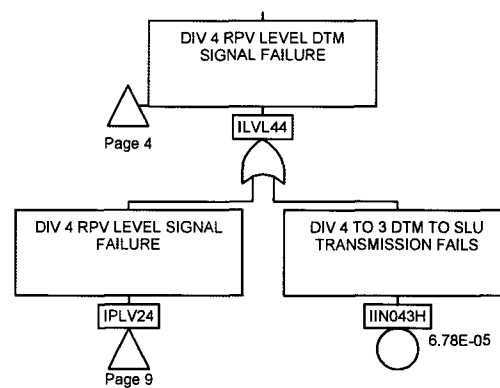 DIV 4 RPV LEVEL DTM
SIGNAL FAILURE
Page 4
ILVL44
DIV 4 RPV LEVEL SIGNAL
FAILURE
DIV 4 TO 3 DTM TO SLU
TRANSMISSION FAILS
IPLV24
IIN043H
6.78E-05
Page 9